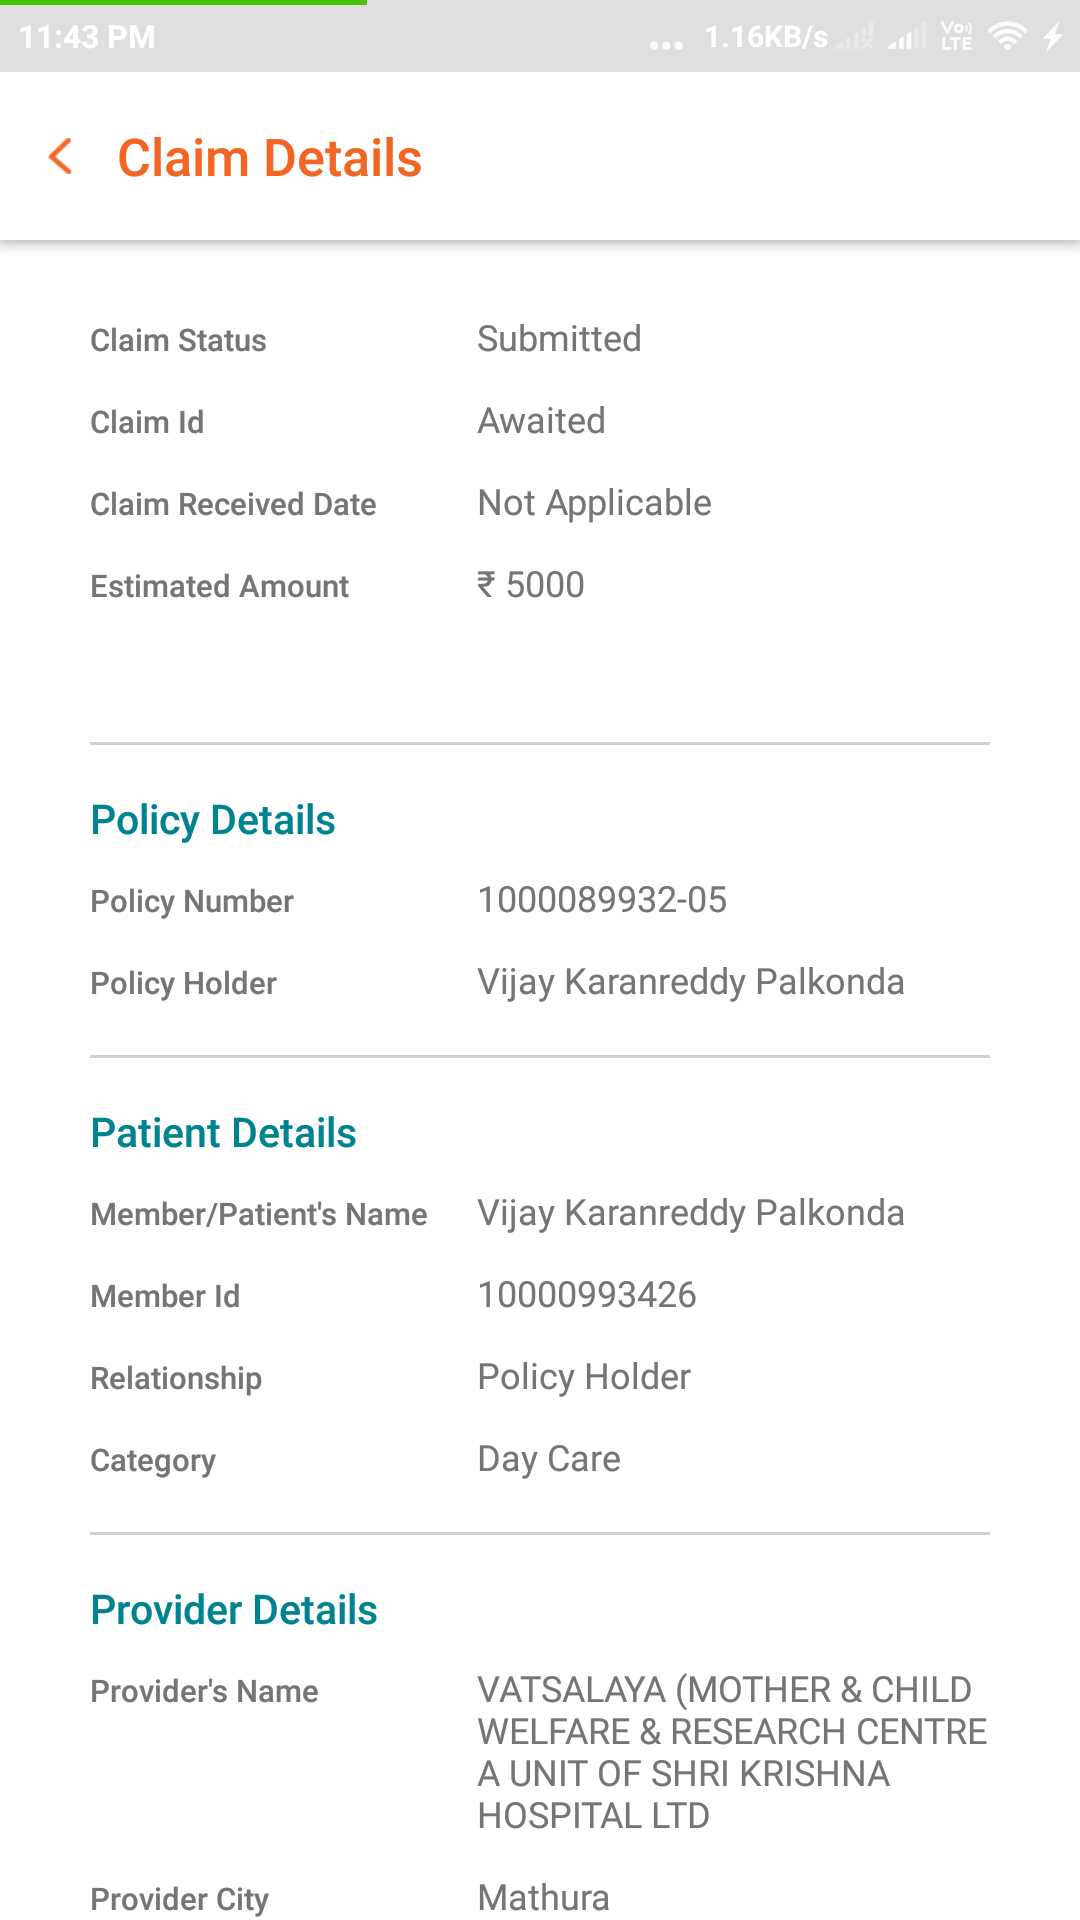 11:43 PM ... 1.16KB/s Vo)) LTE
Claim Details
Claim Status Submitted
Claim Id Awaited
Claim Received Date Not Applicable
Estimated Amount ₹ 5000
Policy Details
Policy Number 1000089932-05
Policy Holder Vijay Karanreddy Palkonda
Patient Details
Member/Patient's Name Vijay Karanreddy Palkonda
Member Id 10000993426
Relationship Policy Holder
Category Day Care
Provider Details
Provider's Name VATSALAYA (MOTHER & CHILD
WELFARE & RESEARCH CENTRE
A UNIT OF SHRI KRISHNA
HOSPITAL LTD
Provider City Mathura